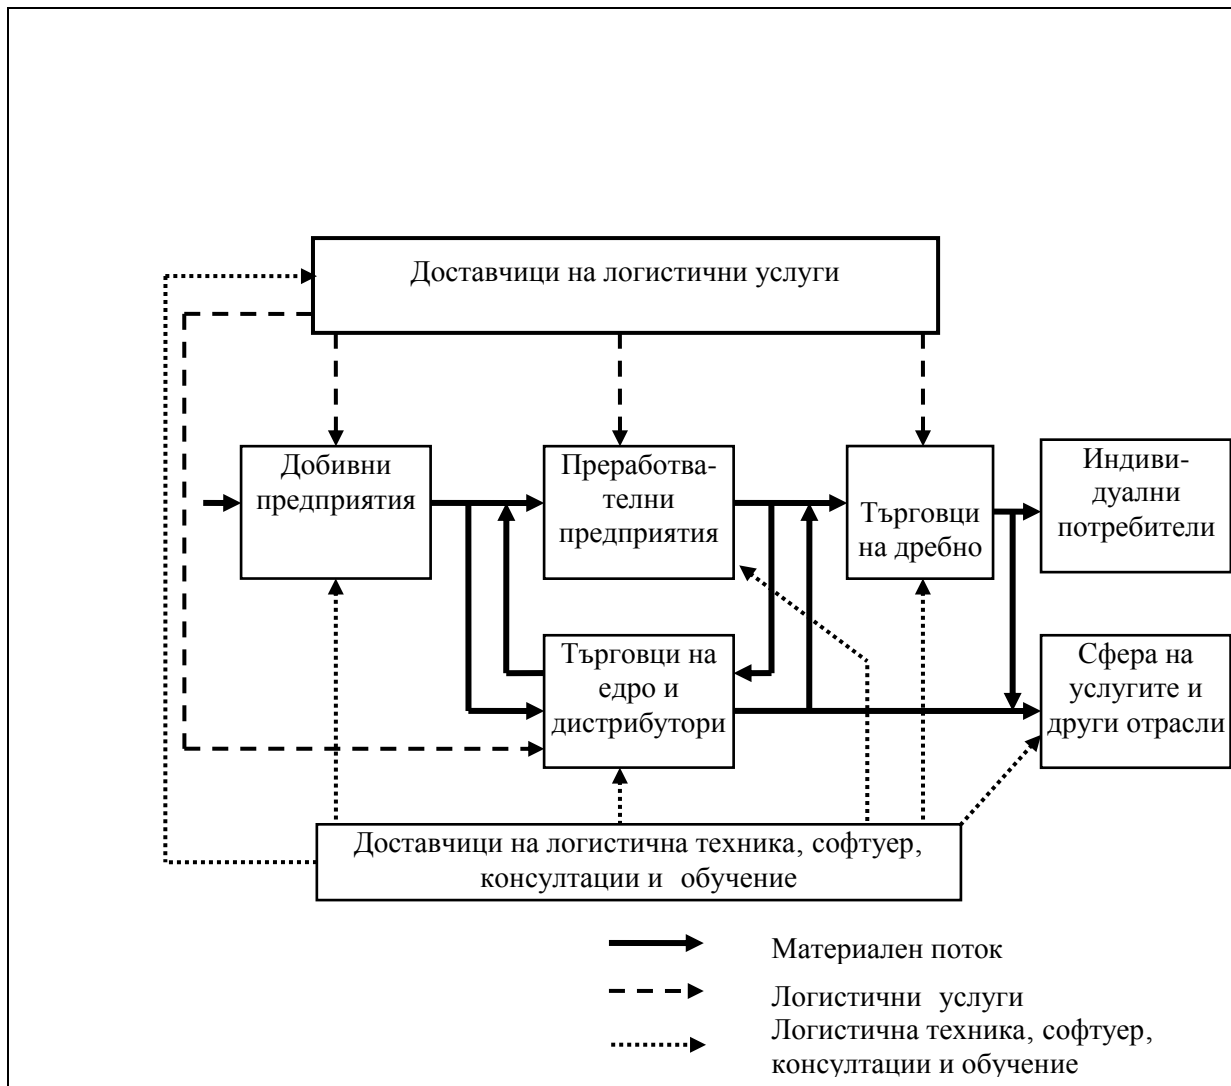 Доставчици на логистични услуги
Добивни
предприятия
Преработва-
телни
предприятия
Търговци
на дребно
Индиви-
дуални
потребители
Търговци на
едро и
дистрибутори
Сфера на
услугите и
други отрасли
Доставчици на логистична техника, софтуер,
консултации и обучение
Материален поток
Логистични услуги
Логистична техника, софтуер,
консултации и обучение